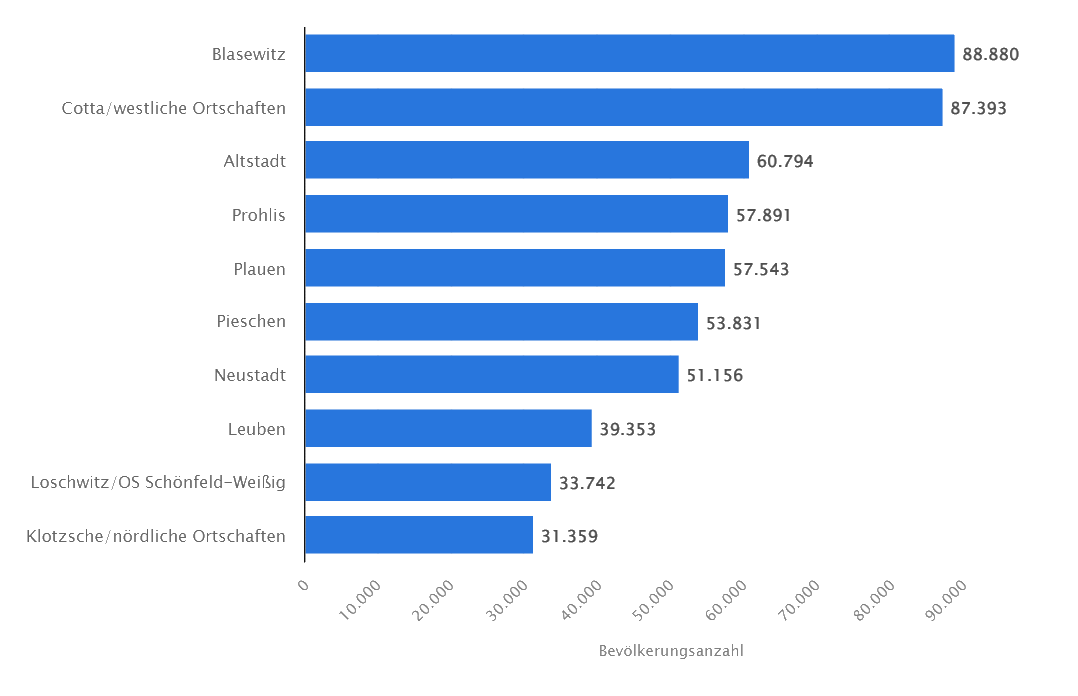 Blasewitz 88.880
Cotta/westliche Ortschaften 87.393
Altstadt 60.794
Prohlis 57.891
Plauen 57.543
Pieschen 53.831
Neustadt 51.156
Leuben 39.353
Loschwitz/OS Schönfeld-Weißig 33.742
Klotzsche/nördliche Ortschaften 31.359
0 10.000 20.000 30.000 40.000 50.000 60.000 70.000 80.000 90.000
Bevölkerungsanzahl